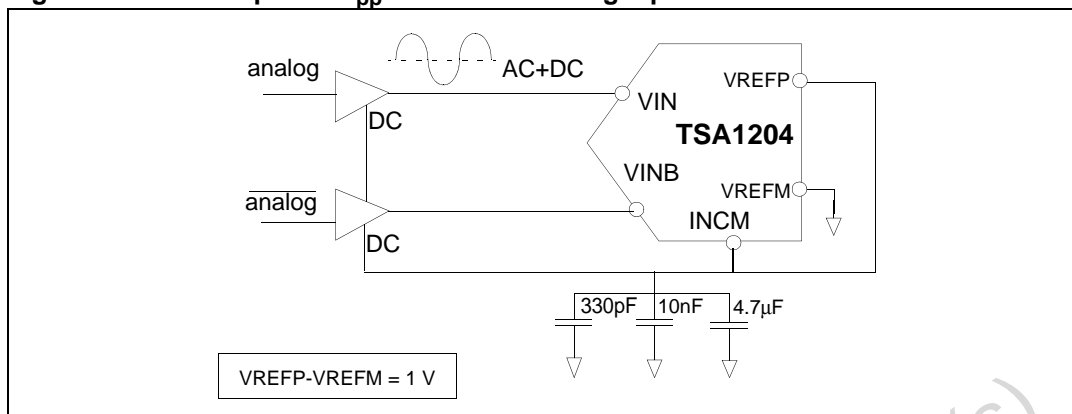 analog
AC+DC
VREFP
DC
VIN
TSA1204
VINB
VREFM
analog
INCM
DC
330pF
10nF
4.7µF
VREFP-VREFM = 1 V